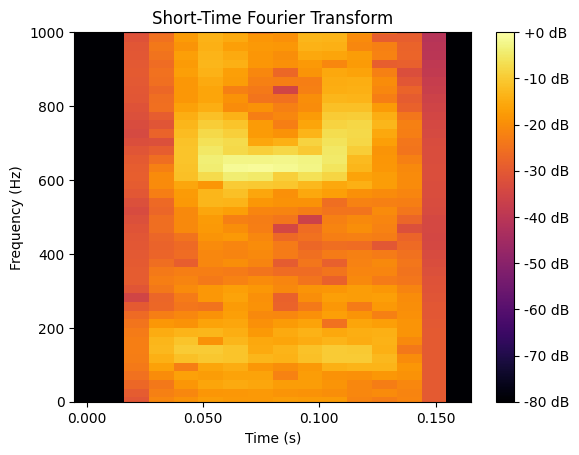 Short-Time Fourier Transform
1000
800
600
400
200
0
Frequency (Hz)
0.000
0.050
0.100
0.150
Time (s)
+0 dB
-10 dB
-20 dB
-30 dB
-40 dB
-50 dB
-60 dB
-70 dB
-80 dB